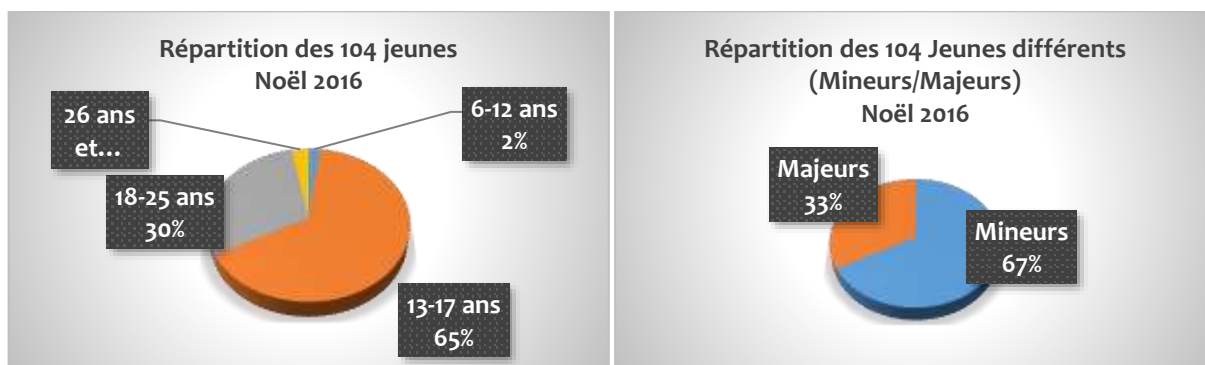 Répartition des 104 jeunes
Noël 2016
26 ans
et...
6-12 ans
2%
18-25 ans
30%
13-17 ans
65%
Répartition des 104 Jeunes différents
(Mineurs/Majeurs)
Noël 2016
Majeurs
33%
Mineurs
67%